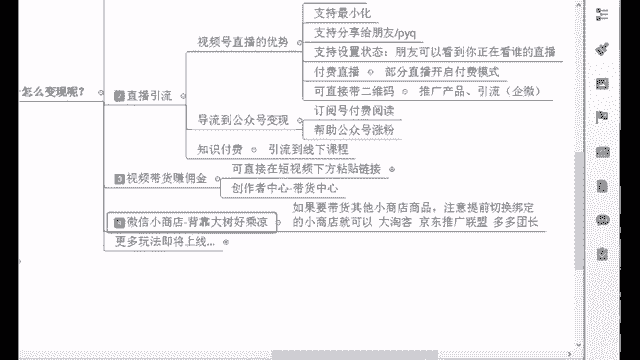 支持最小化
视频号直播的优势
支持分享给朋友/pyq
支持设置状态：朋友可以看到你正在看谁的直播
怎么变现呢？
付费直播
部分直播开启付费模式
直播引流
可直接带二维码
推广产品、引流（企微）
导流到公众号变现
订阅号付费阅读
帮助公众号涨粉
知识付费
引流到线下课程
视频带货赚佣金
可直接在短视频下方粘贴链接
创作者中心-带货中心
微信小商店-背靠大树好乘凉
如果要带货其他小商店商品，注意提前切换绑定
的小商店就可以 大淘客 京东推广联盟 多多团长
更多玩法即将上线...